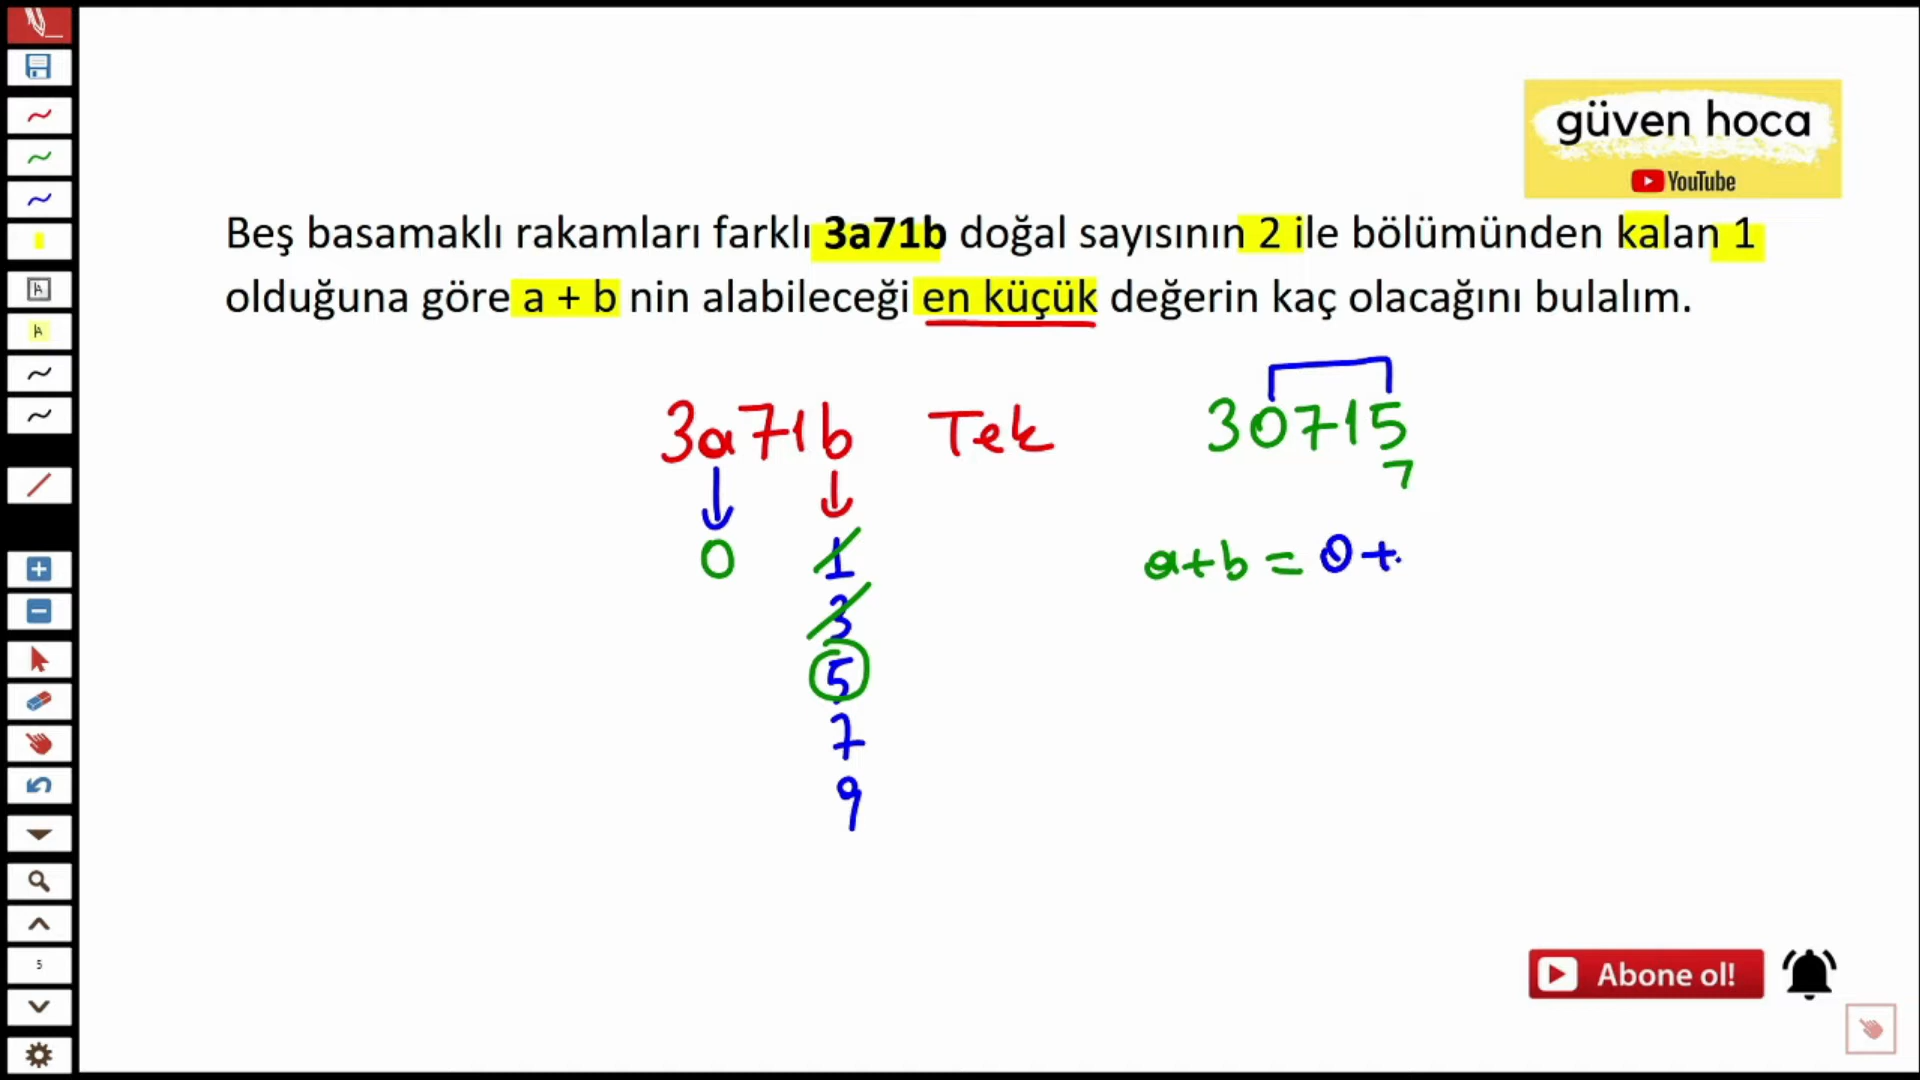 güven hoca
YouTube
Beş basamaklı rakamları farklı 3a71b doğal sayısının 2 ile bölümünden kalan 1
olduğuna göre a + b nin alabileceği en küçük değerin kaç olacağını bulalım.
3a71b Tek 30715
7
0 1
a+b = 0+
3
5
7
9
Abone ol!
5